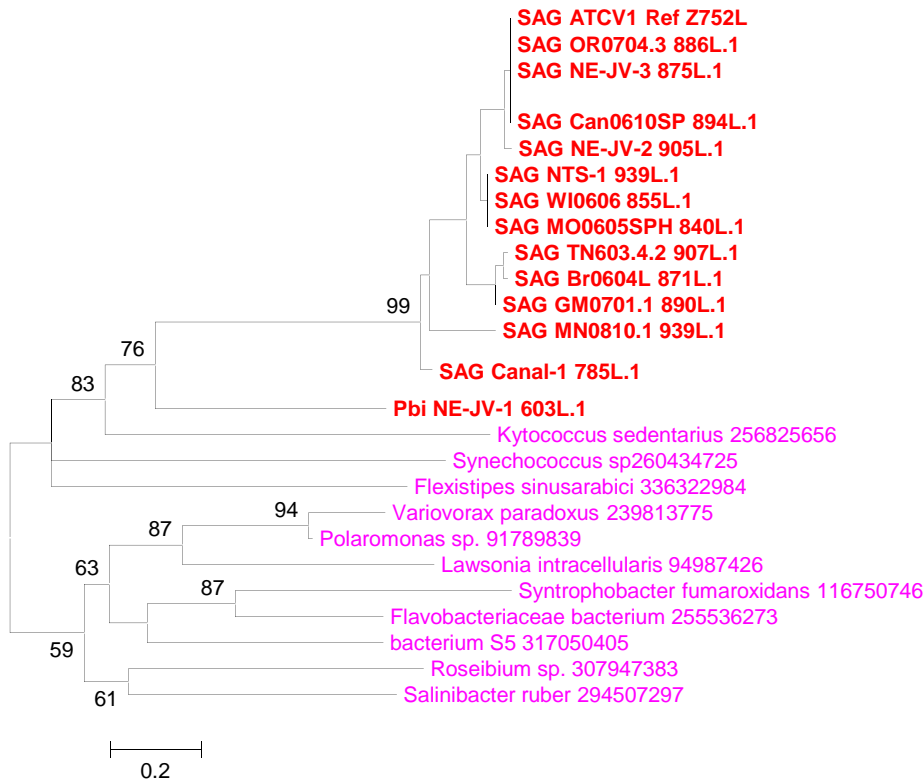 SAG ATCV1 Ref Z752L
SAG OR0704.3 886L.1
SAG NE-JV-3 875L.1
SAG Can0610SP 894L.1
SAG NE-JV-2 905L.1
SAG NTS-1 939L.1
SAG WI0606 855L.1
SAG MO0605SPH 840L.1
SAG TN603.4.2 907L.1
SAG Br0604L 871L.1
99
SAG GM0701.1 890L.1
SAG MN0810.1 939L.1
76
SAG Canal-1 785L.1
83
Pbi NE-JV-1 603L.1
Kytococcus sedentarius 256825656
Synechococcus sp260434725
Flexistipes sinusarabici 336322984
94
Variovorax paradoxus 239813775
87
Polaromonas sp. 91789839
Lawsonia intracellularis 94987426
63
87
Syntrophobacter fumaroxidans 116750746
Flavobacteriaceae bacterium 255536273
bacterium S5 317050405
59
Roseibium sp. 307947383
61
Salinibacter ruber 294507297
0.2